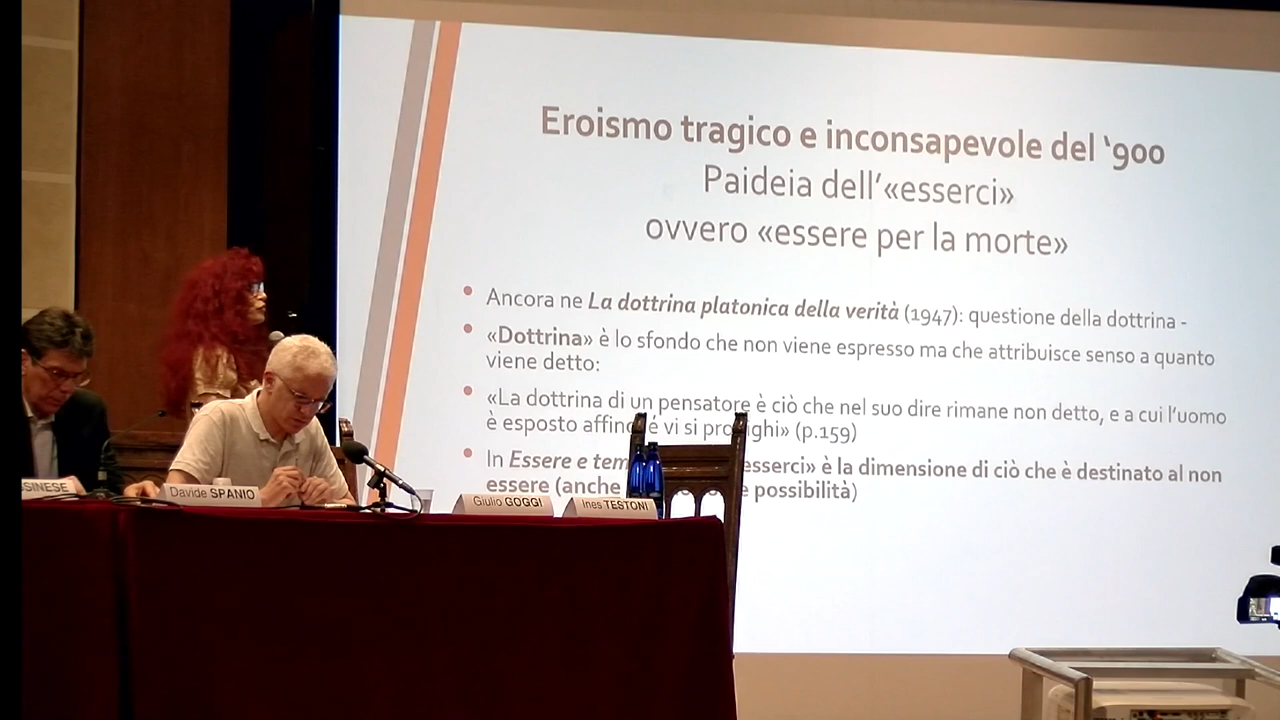 Eroismo tragico e inconsapevole del ‘900
Paideia dell’«esserci»
ovvero «essere per la morte»
• Ancora ne La dottrina platonica della verità (1947): questione della dottrina -
• «Dottrina» è lo sfondo che non viene espresso ma che attribuisce senso a quanto
viene detto:
• «La dottrina di un pensatore è ciò che nel suo dire rimane non detto, e a cui l’uomo
è esposto affin é vi si pro ighi» (p.159)
• In Essere e tem esserci» è la dimensione di ciò che è destinato al non
essere (anche e possibilità)
SINESE
Davide SPANIO
Giulio GOGGI
Ines TESTONI